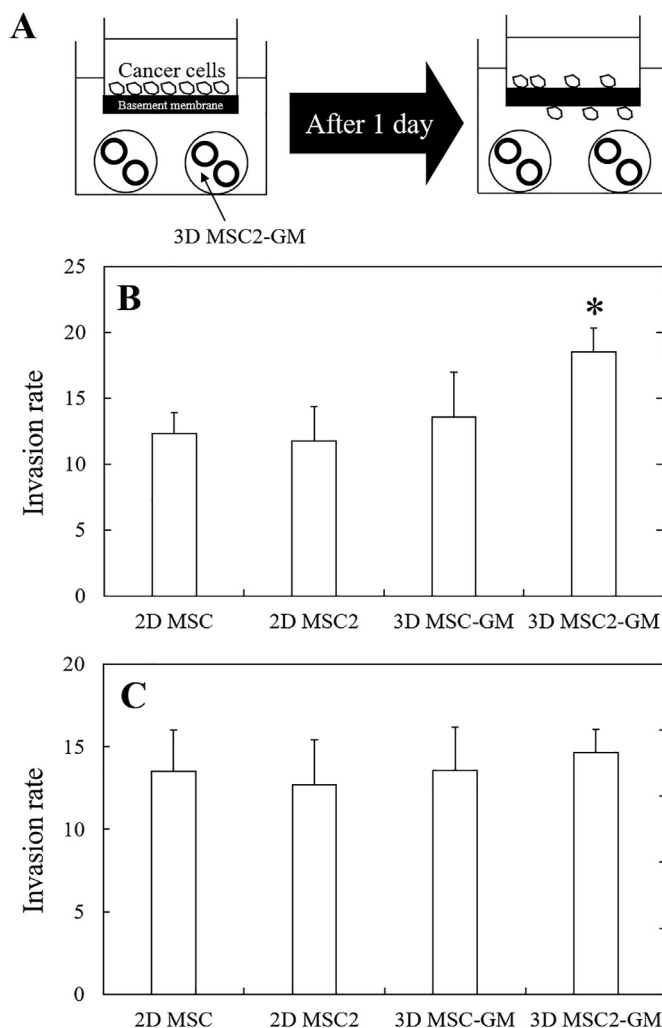 A
Cancer cells
Basement membrane
After 1 day
3D MSC2-GM
B
Invasion rate
25
20
15
10
5
0
*
2D MSC
2D MSC2
3D MSC-GM
3D MSC2-GM
C
Invasion rate
20
15
10
5
0
2D MSC
2D MSC2
3D MSC-GM
3D MSC2-GM